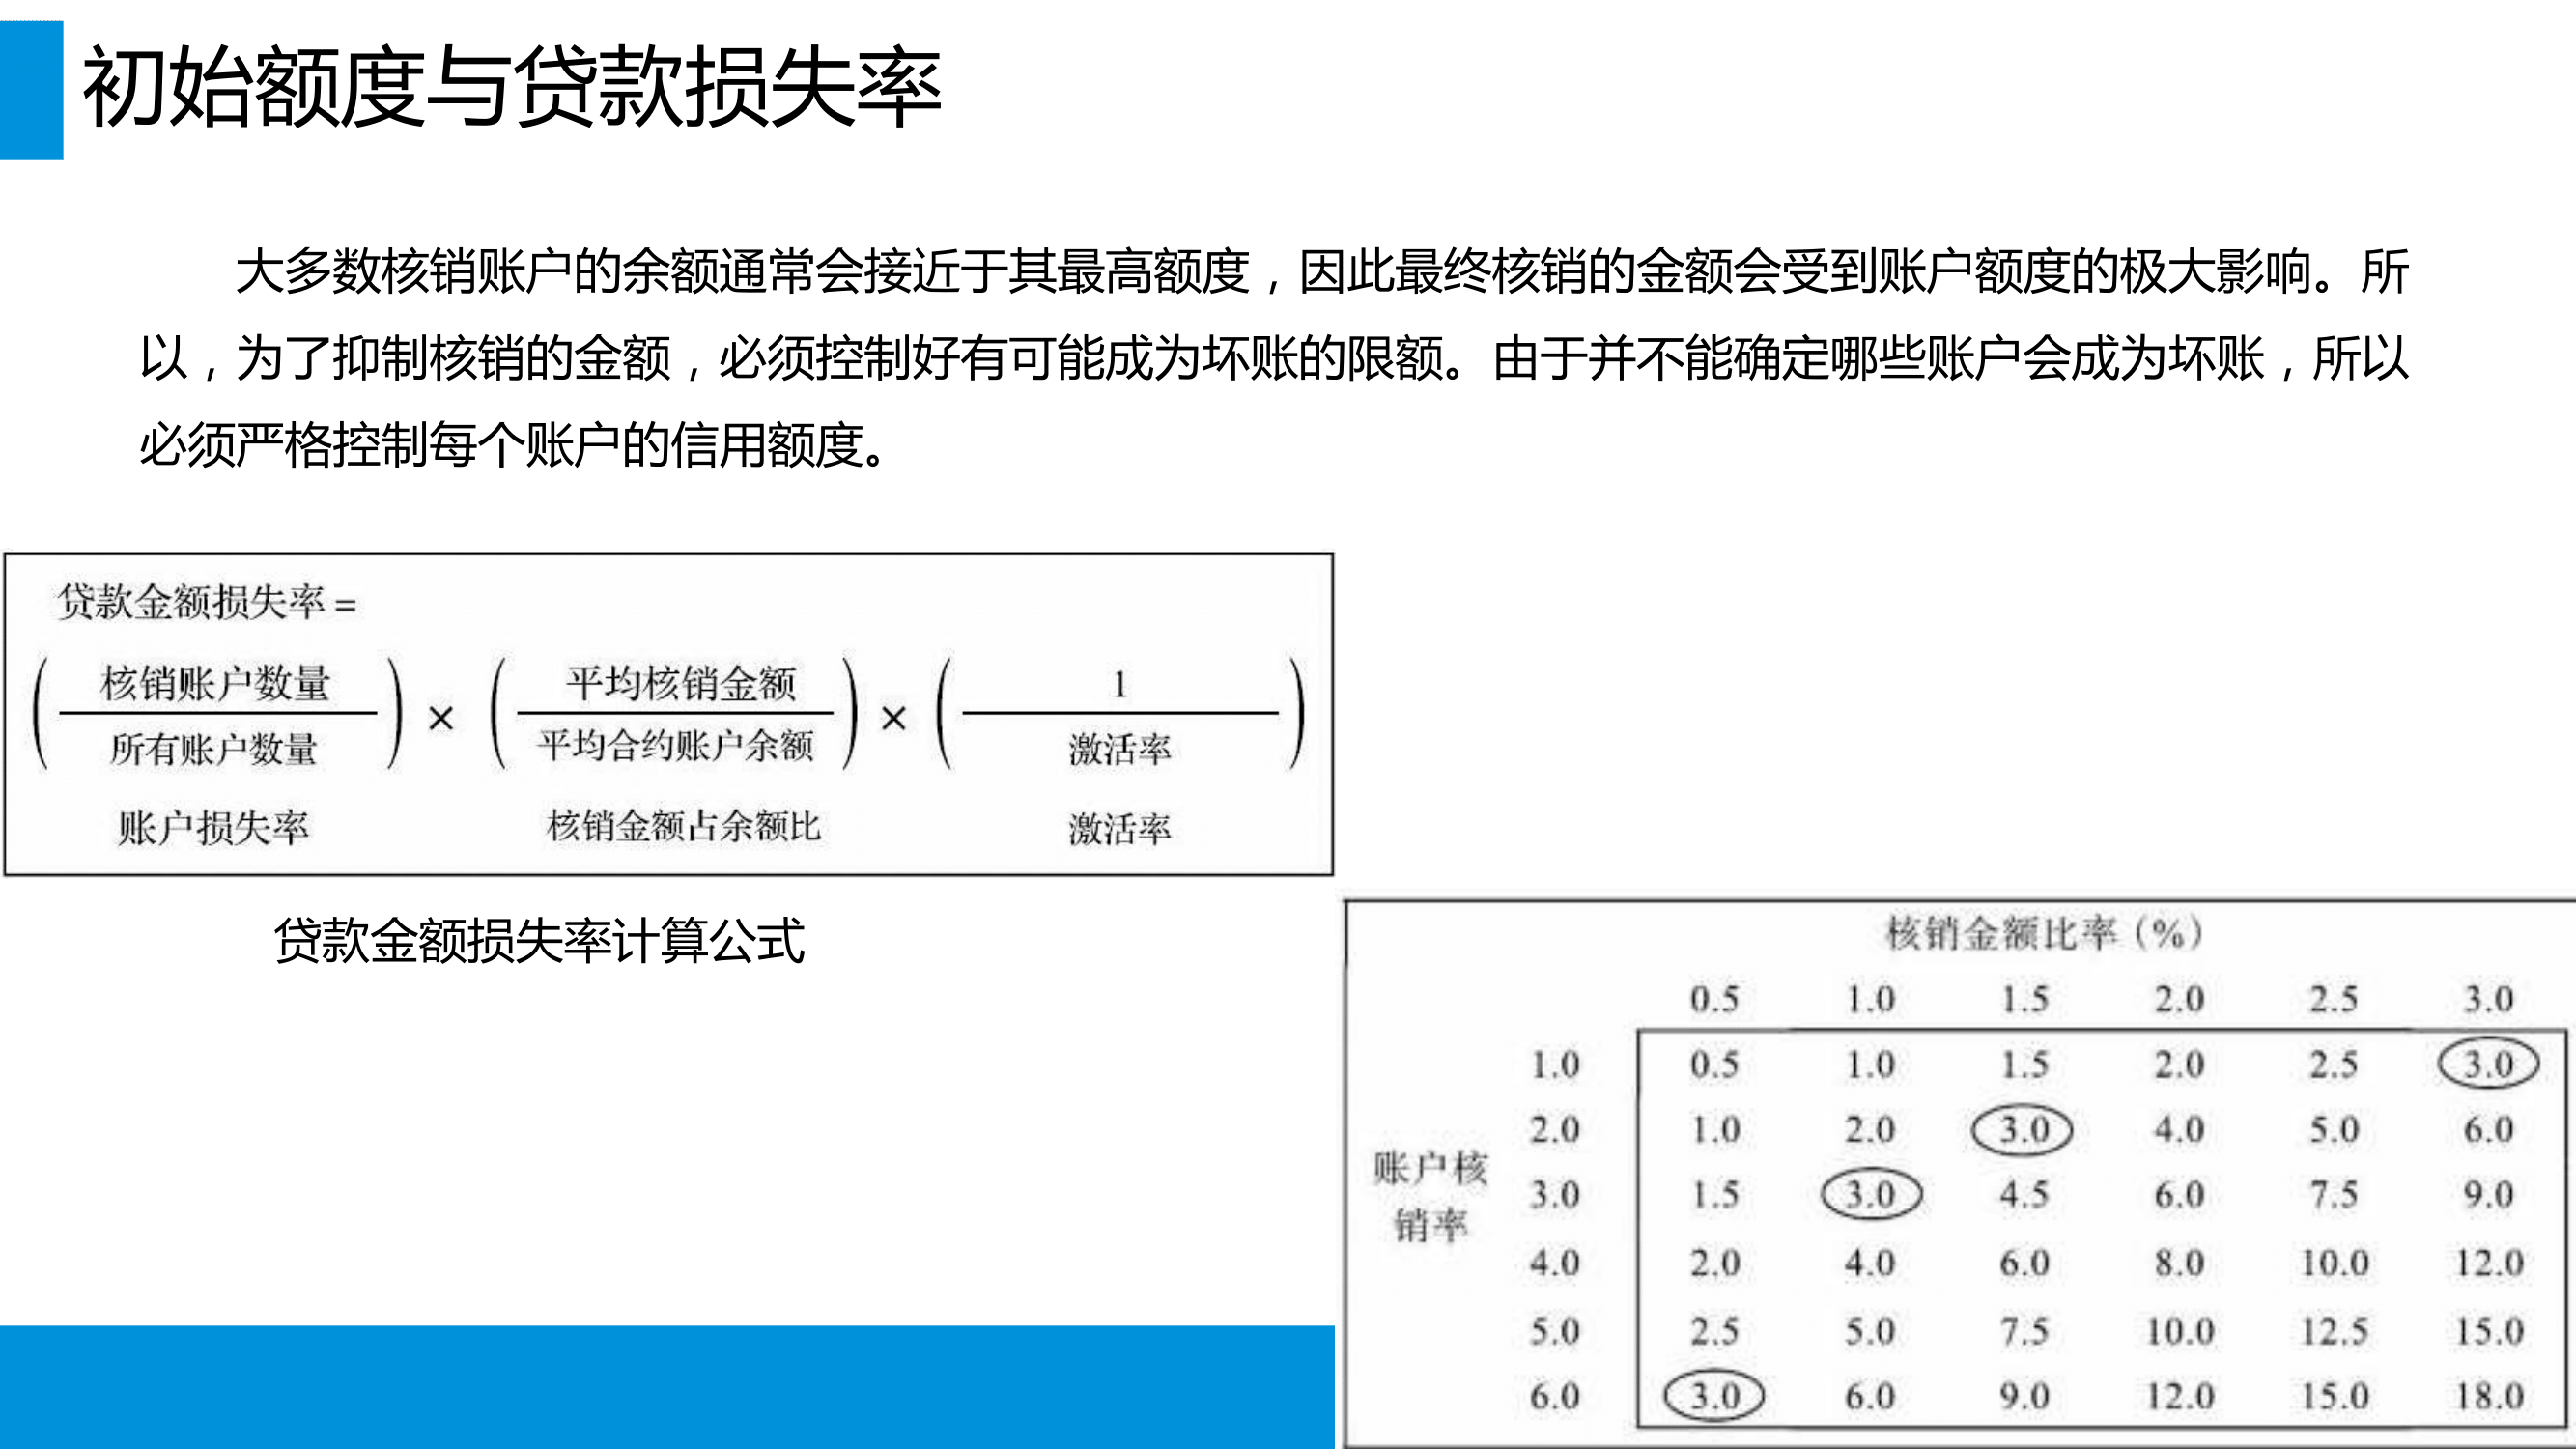 初始额度与贷款损失率
大多数核销账户的余额通常会接近于其最高额度，因此最终核销的金额会受到账户额度的极大影响。所
以，为了抑制核销的金额，必须控制好有可能成为坏账的限额。由于并不能确定哪些账户会成为坏账，所以
必须严格控制每个账户的信用额度。
贷款金额损失率 =
( 核销账户数量 ) × ( 平均核销金额 ) × ( 1 )
所有账户数量 平均合约账户余额 激活率
账户损失率 核销金额占余额比 激活率
贷款金额损失率计算公式
核销金额比率（%）
0.5 1.0 1.5 2.0 2.5 3.0
1.0 0.5 1.0 1.5 2.0 2.5 3.0
2.0 1.0 2.0 3.0 4.0 5.0 6.0
账户核
3.0 1.5 3.0 4.5 6.0 7.5 9.0
销率
4.0 2.0 4.0 6.0 8.0 10.0 12.0
5.0 2.5 5.0 7.5 10.0 12.5 15.0
6.0 3.0 6.0 9.0 12.0 15.0 18.0